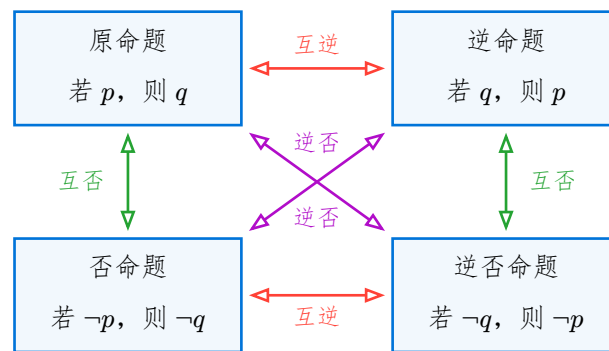 原命题
若 p，则 q
互逆
逆命题
若 q，则 p
互否
逆否
逆否
互否
否命题
若 ¬p，则 ¬q
互逆
逆否命题
若 ¬q，则 ¬p